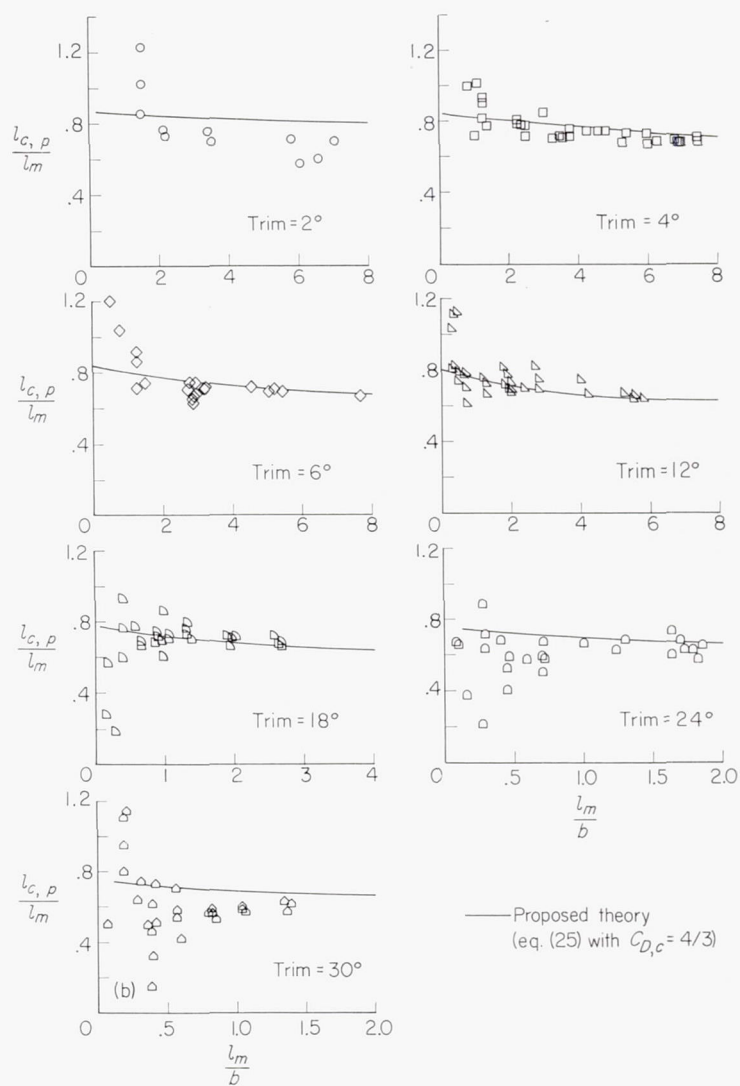 1.2
.8
.4
l_{c, p}
l_m
Trim = 2°
0 2 4 6 8
1.2
.8
.4
Trim = 4°
0 2 4 6 8
1.2
.8
.4
l_{c, p}
l_m
Trim = 6°
0 2 4 6 8
1.2
.8
.4
Trim = 12°
0 2 4 6 8
1.2
.8
.4
l_{c, p}
l_m
Trim = 18°
0 1 2 3 4
1.2
.8
.4
Trim = 24°
0 .5 1.0 1.5 2.0
l_m
b
1.2
.8
.4
l_{c, p}
l_m
(b)
Trim = 30°
0 .5 1.0 1.5 2.0
l_m
b
Proposed theory
(eq. (25) with C_{D,c} = 4/3)